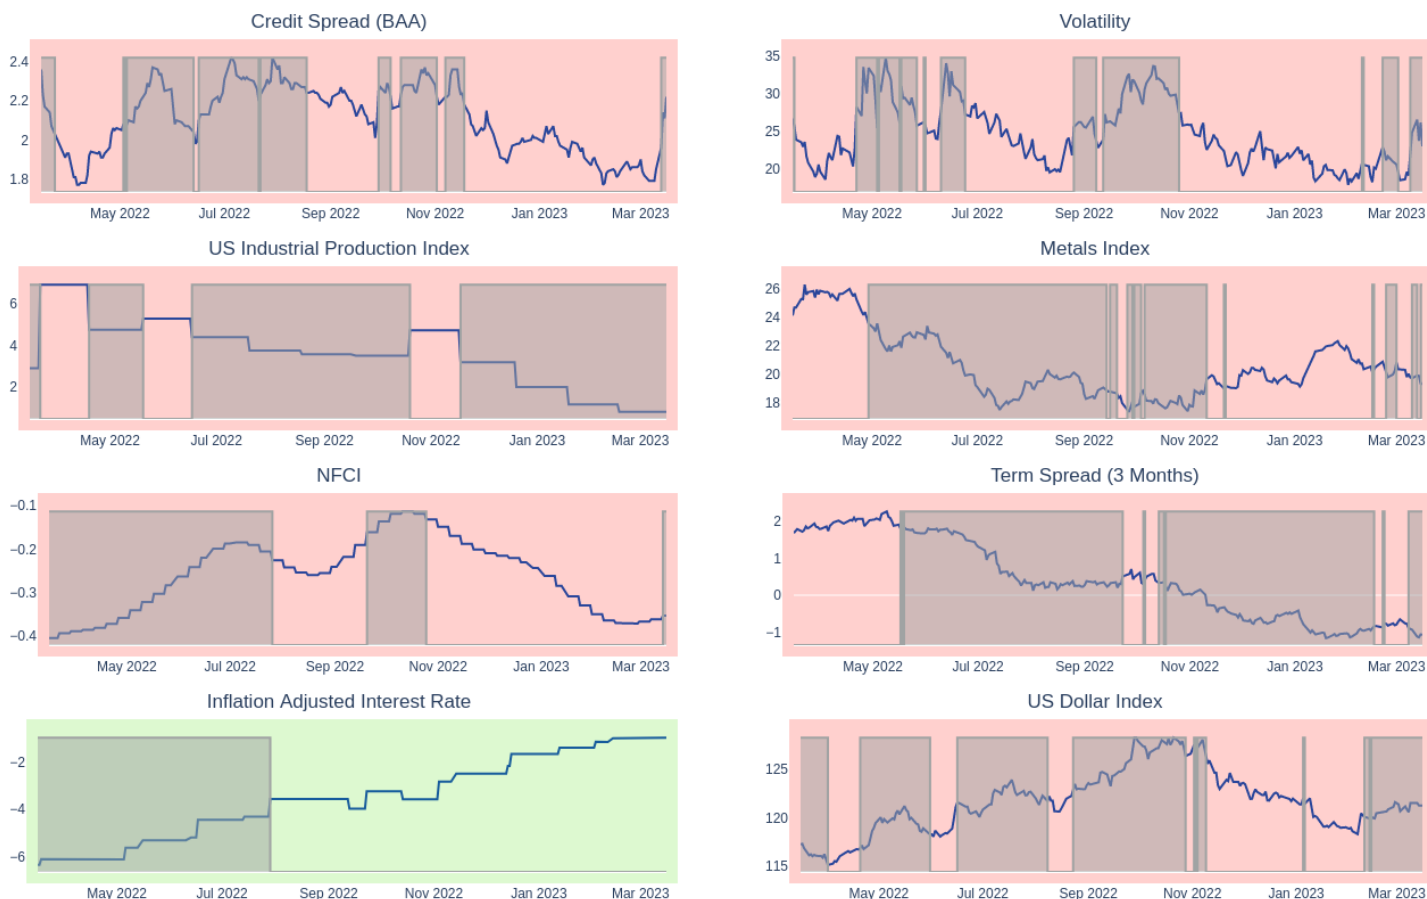 Credit Spread (BAA)
2.4
2.2
2
1.8
May 2022 Jul 2022 Sep 2022 Nov 2022 Jan 2023 Mar 2023
Volatility
35
30
25
20
May 2022 Jul 2022 Sep 2022 Nov 2022 Jan 2023 Mar 2023
US Industrial Production Index
6
4
2
May 2022 Jul 2022 Sep 2022 Nov 2022 Jan 2023 Mar 2023
Metals Index
26
24
22
20
18
May 2022 Jul 2022 Sep 2022 Nov 2022 Jan 2023 Mar 2023
NFCI
−0.1
−0.2
−0.3
−0.4
May 2022 Jul 2022 Sep 2022 Nov 2022 Jan 2023 Mar 2023
Term Spread (3 Months)
2
1
0
−1
May 2022 Jul 2022 Sep 2022 Nov 2022 Jan 2023 Mar 2023
Inflation Adjusted Interest Rate
−2
−4
−6
May 2022 Jul 2022 Sep 2022 Nov 2022 Jan 2023 Mar 2023
US Dollar Index
125
120
115
May 2022 Jul 2022 Sep 2022 Nov 2022 Jan 2023 Mar 2023